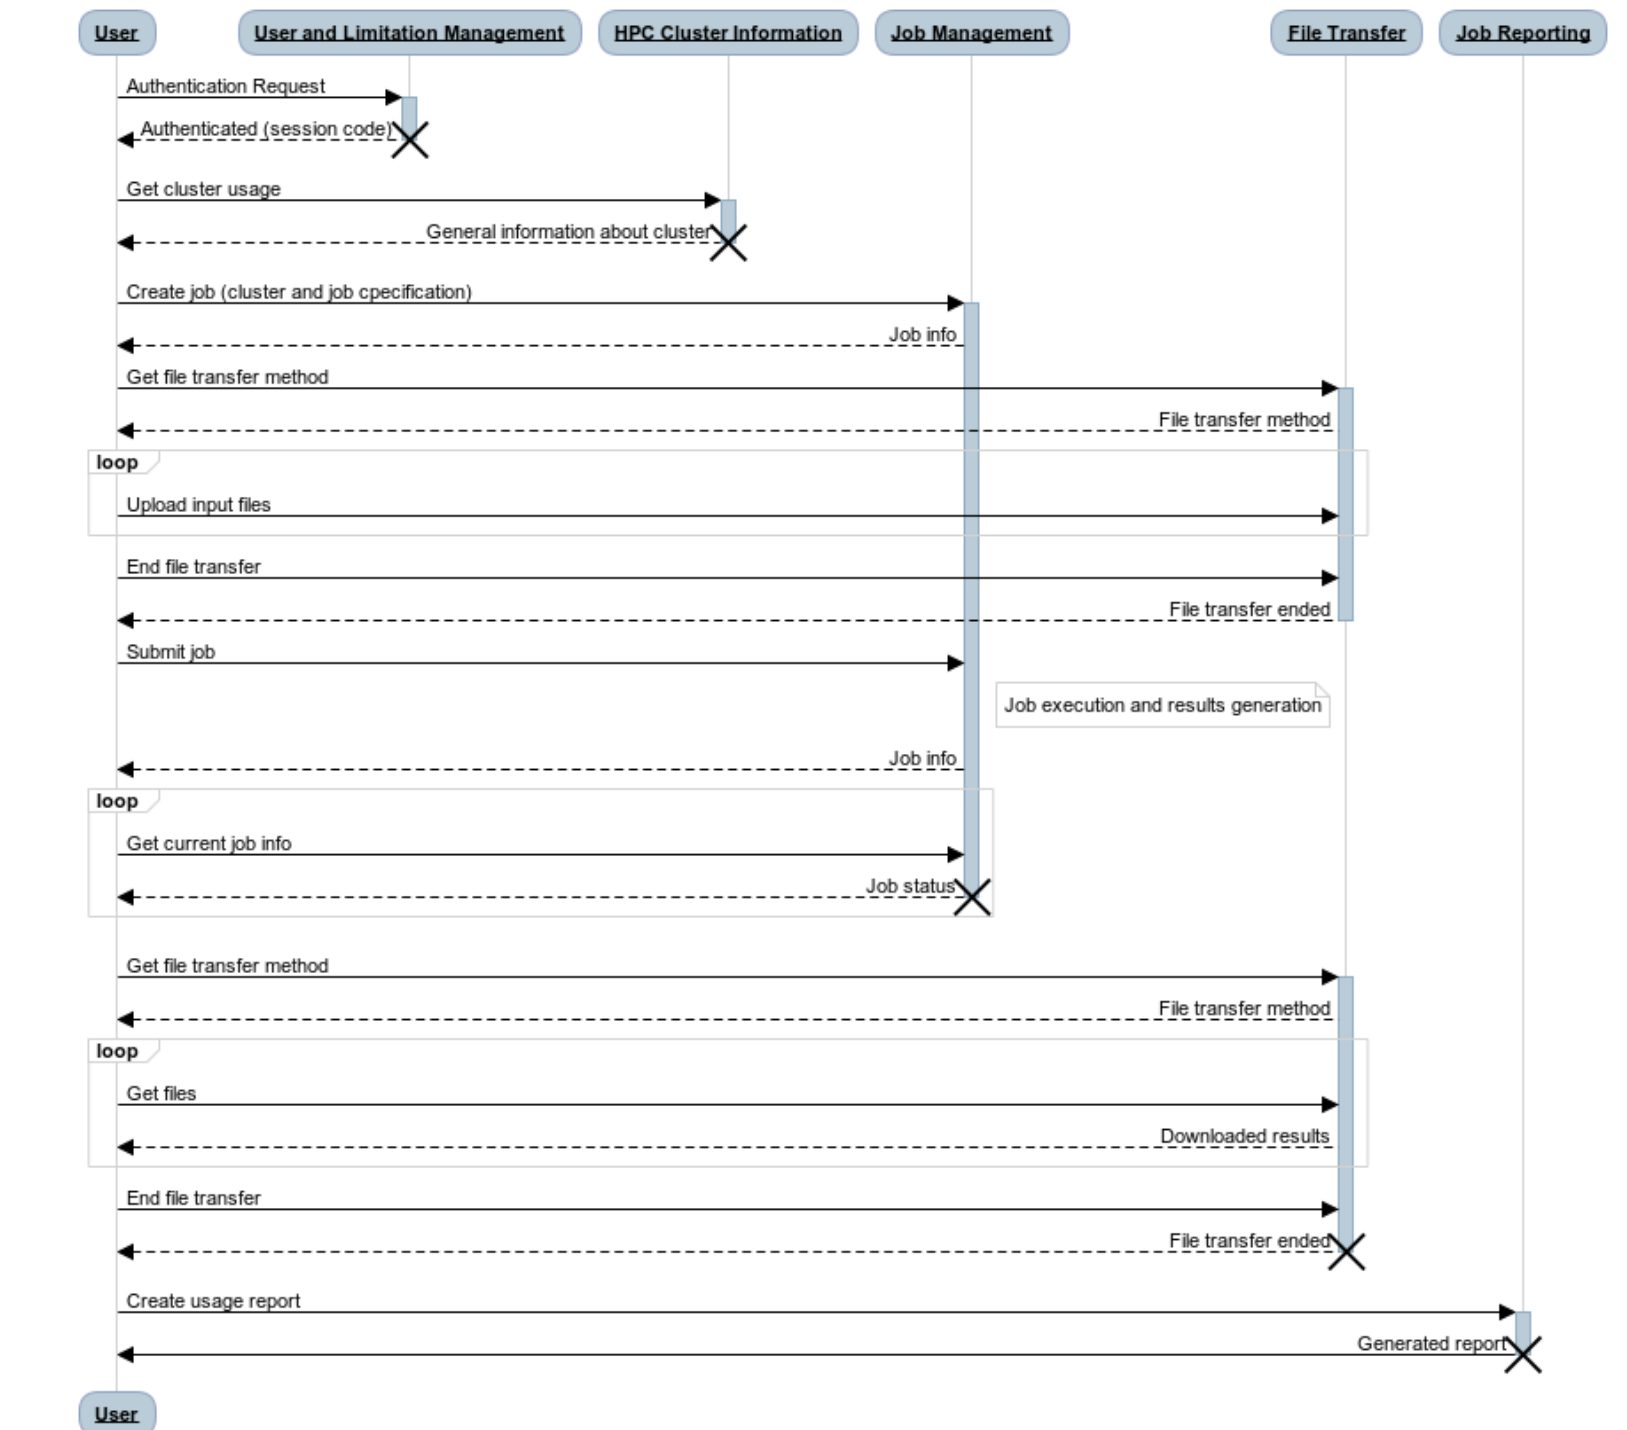 User
User and Limitation Management
HPC Cluster Information
Job Management
File Transfer
Job Reporting
Authentication Request
Authenticated (session code)
Get cluster usage
General information about cluster
Create job (cluster and job cpecification)
Job info
Get file transfer method
File transfer method
loop
Upload input files
End file transfer
File transfer ended
Submit job
Job execution and results generation
Job info
loop
Get current job info
Job status
Get file transfer method
File transfer method
loop
Get files
Downloaded results
End file transfer
File transfer ended
Create usage report
Generated report
User